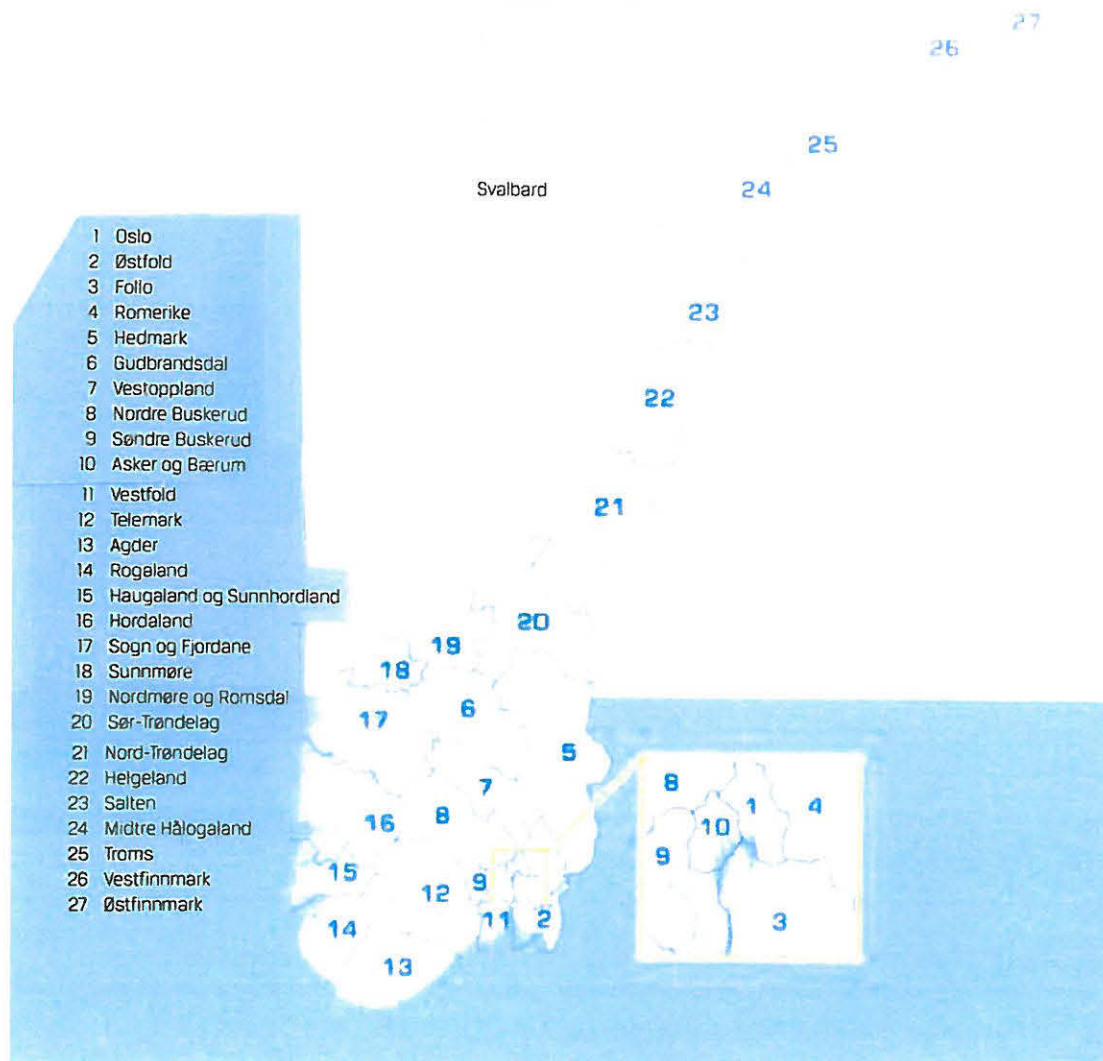 27
26
25
Svalbard
24
23
22
21
20
19
18
17
6
5
7
16
8
15
9
12
14
11
2
13
8
1
4
10
9
3
1 Oslo
2 Østfold
3 Follo
4 Romerike
5 Hedmark
6 Gudbrandsdal
7 Vestoppland
8 Nordre Buskerud
9 Søndre Buskerud
10 Asker og Bærum
11 Vestfold
12 Telemark
13 Agder
14 Rogaland
15 Haugaland og Sunnhordland
16 Hordaland
17 Sogn og Fjordane
18 Sunnmøre
19 Nordmøre og Romsdal
20 Sør-Trøndelag
21 Nord-Trøndelag
22 Helgeland
23 Salten
24 Midtre Hålogaland
25 Troms
26 Vestfinnmark
27 Østfinnmark